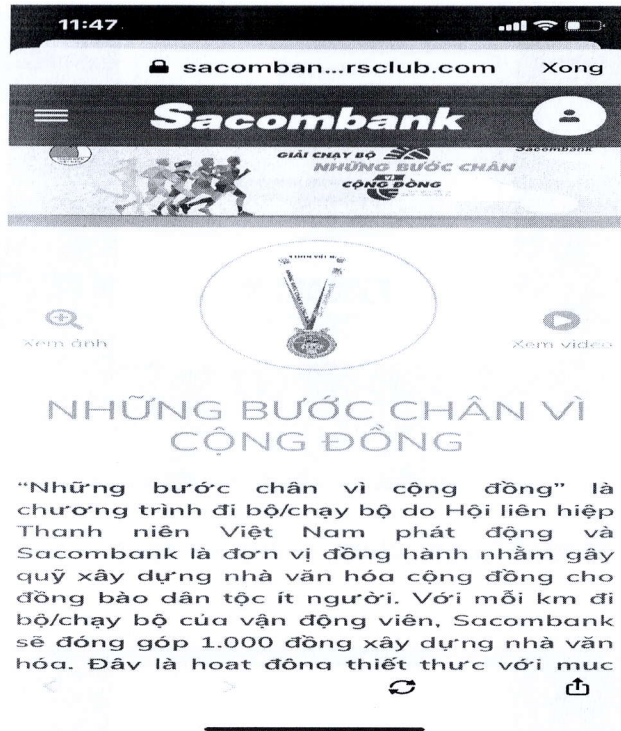 11:47
sacomban...rsclub.com Xong
Sacombank
GIẢI CHẠY BỘ
Sacombank
NHỮNG BƯỚC CHÂN
VÌ
CỘNG ĐỒNG
Xem ảnh
Xem video
NHỮNG BƯỚC CHÂN VÌ
CỘNG ĐỒNG
“Những bước chân vì cộng đồng” là
chương trình đi bộ/chạy bộ do Hội liên hiệp
Thanh niên Việt Nam phát động và
Sacombank là đơn vị đồng hành nhằm gây
quỹ xây dựng nhà văn hóa cộng đồng cho
đồng bào dân tộc ít người. Với mỗi km đi
bộ/chạy bộ của vận động viên, Sacombank
sẽ đóng góp 1.000 đồng xây dựng nhà văn
hóa. Đây là hoạt động thiết thực với mục